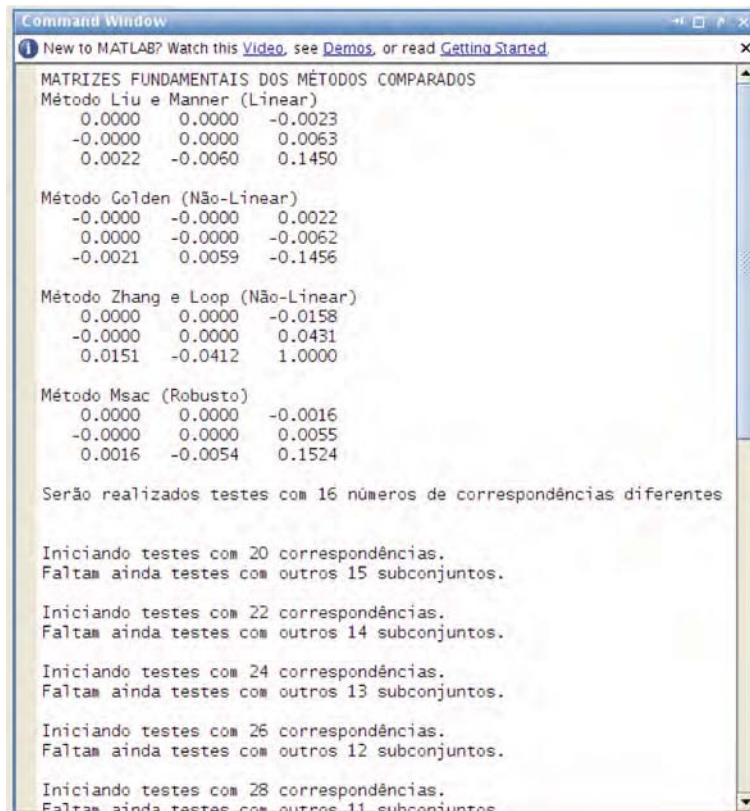 Command Window
New to MATLAB? Watch this Video, see Demos, or read Getting Started.
MATRIZES FUNDAMENTAIS DOS MÉTODOS COMPARADOS
Método Liu e Manner (Linear)
0.0000 0.0000 -0.0023
-0.0000 0.0000 0.0063
0.0022 -0.0060 0.1450
Método Golden (Não-Linear)
-0.0000 -0.0000 0.0022
0.0000 -0.0000 -0.0062
-0.0021 0.0059 -0.1456
Método Zhang e Loop (Não-Linear)
0.0000 0.0000 -0.0158
-0.0000 0.0000 0.0431
0.0151 -0.0412 1.0000
Método Msac (Robusto)
0.0000 0.0000 -0.0016
-0.0000 0.0000 0.0055
0.0016 -0.0054 0.1524
Serão realizados testes com 16 números de correspondências diferentes
Iniciando testes com 20 correspondências.
Faltam ainda testes com outros 15 subconjuntos.
Iniciando testes com 22 correspondências.
Faltam ainda testes com outros 14 subconjuntos.
Iniciando testes com 24 correspondências.
Faltam ainda testes com outros 13 subconjuntos.
Iniciando testes com 26 correspondências.
Faltam ainda testes com outros 12 subconjuntos.
Iniciando testes com 28 correspondências.
Faltam ainda testes com outros 11 subconjuntos